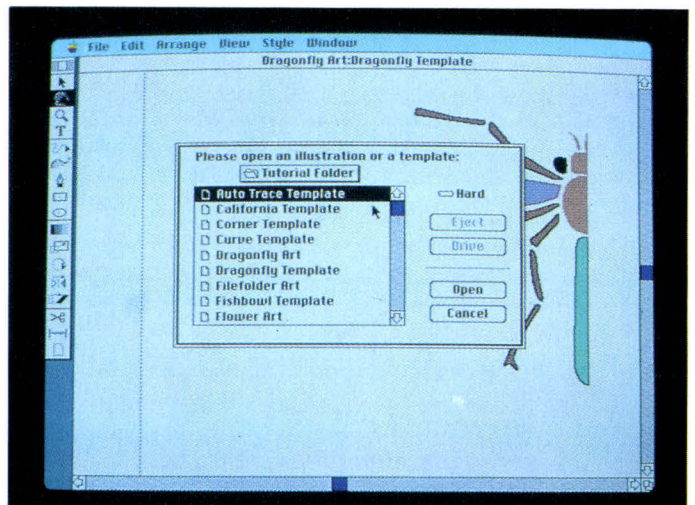 File Edit Arrange View Style Window
Dragonfly Art:Dragonfly Template
T
Please open an illustration or a template:
Tutorial Folder
Auto Trace Template
California Template
Corner Template
Curve Template
Dragonfly Art
Dragonfly Template
Filefolder Art
Fishbowl Template
Flower Art
Hard
Eject
Drive
Open
Cancel